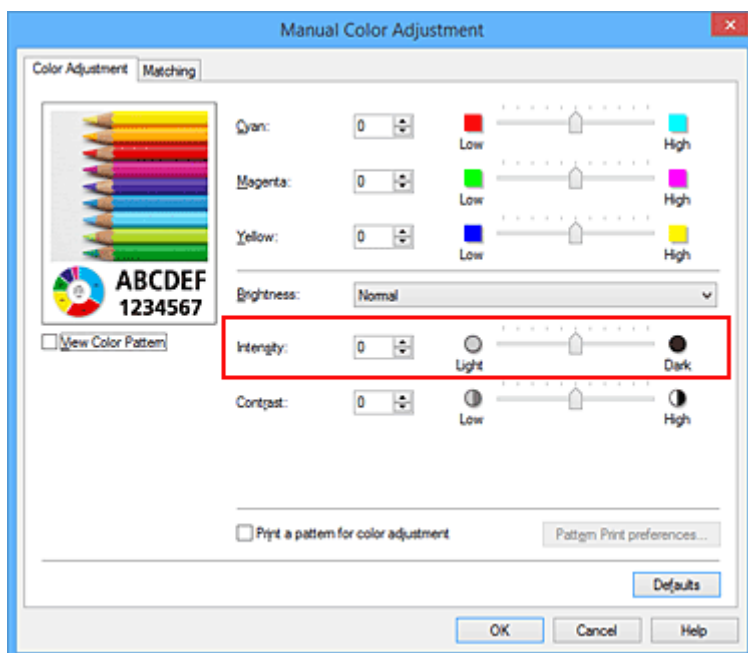 Manual Color Adjustment
Color Adjustment Matching
Cyan: 0 Low High
Magenta: 0 Low High
Yellow: 0 Low High
ABCDEF
1234567
Brightness: Normal
View Color Pattern
Intensity: 0 Light Dark
Contrast: 0 Low High
Print a pattern for color adjustment Pattern Print preferences...
Defaults
OK Cancel Help